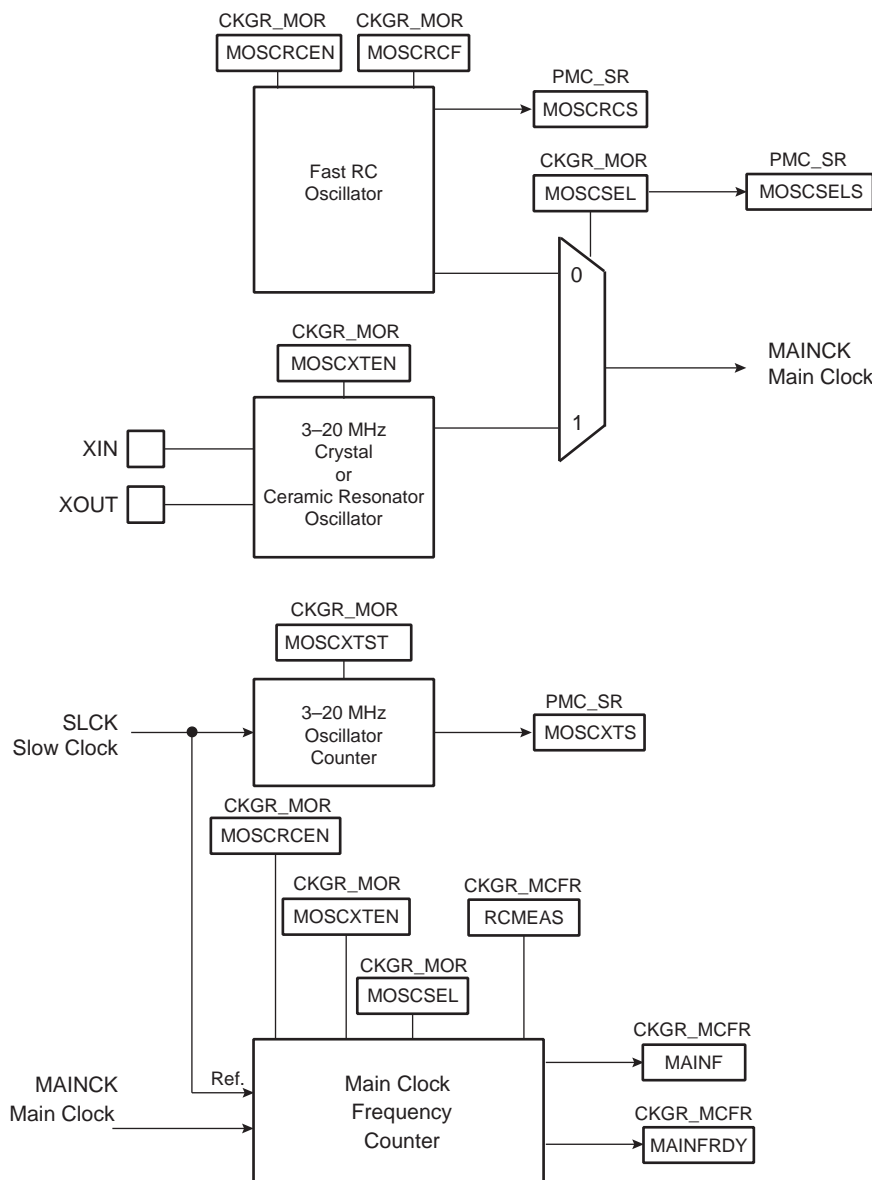 CKGR_MOR
MOSCRCEN
CKGR_MOR
MOSCRCF
PMC_SR
MOSCRCS
Fast RC
Oscillator
CKGR_MOR
MOSCSEL
PMC_SR
MOSCSELS
0
CKGR_MOR
MOSCXTEN
MAINCK
Main Clock
3–20 MHz
Crystal
or
Ceramic Resonator
Oscillator
1
XIN
XOUT
CKGR_MOR
MOSCXTST
SLCK
Slow Clock
3–20 MHz
Oscillator
Counter
PMC_SR
MOSCXTS
CKGR_MOR
MOSCRCEN
CKGR_MOR
MOSCXTEN
CKGR_MCFR
RCMEAS
CKGR_MOR
MOSCSEL
CKGR_MCFR
MAINF
Ref.
MAINCK
Main Clock
Main Clock
Frequency
Counter
CKGR_MCFR
MAINFRDY